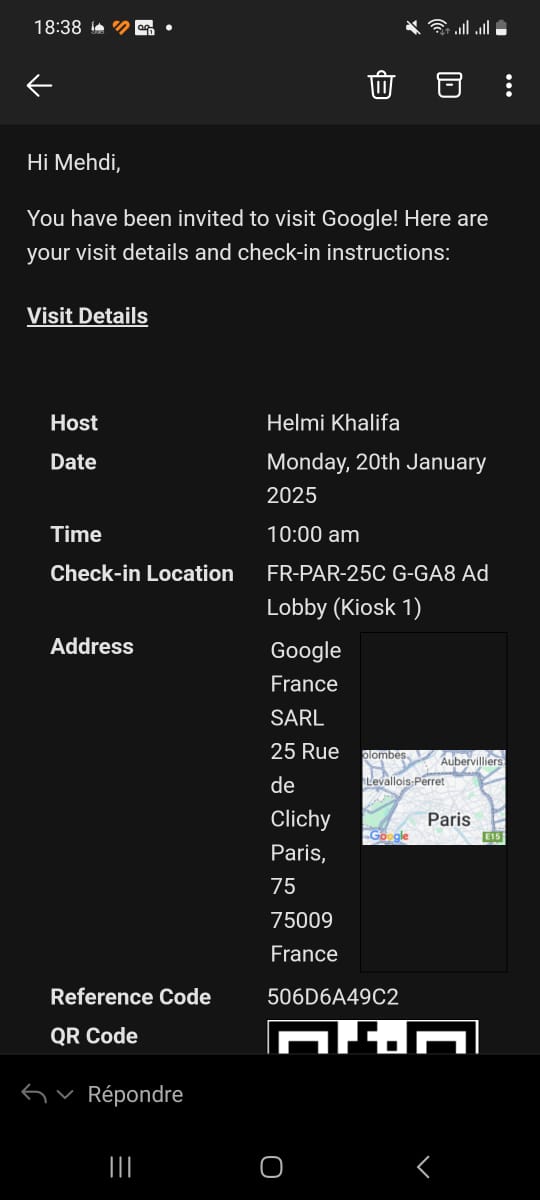 18:38
Hi Mehdi,
You have been invited to visit Google! Here are
your visit details and check-in instructions:
Visit Details
Host Helmi Khalifa
Date Monday, 20th January
2025
Time 10:00 am
Check-in Location FR-PAR-25C G-GA8 Ad
Lobby (Kiosk 1)
Address Google
France
SARL
25 Rue
de
Clichy
Paris,
75
75009
France
olombes
Aubervilliers
Levallois-Perret
Paris
Google
E15
Reference Code 506D6A49C2
QR Code
Répondre